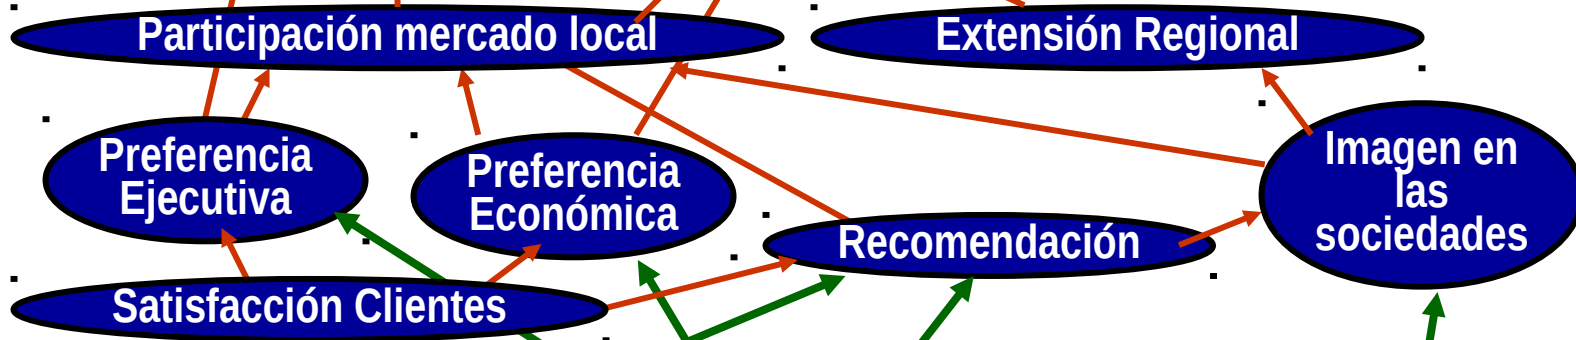 Participación mercado local
Extensión Regional
Preferencia
Ejecutiva
Preferencia
Económica
Recomendación
Imagen en
las
sociedades
Satisfacción Clientes